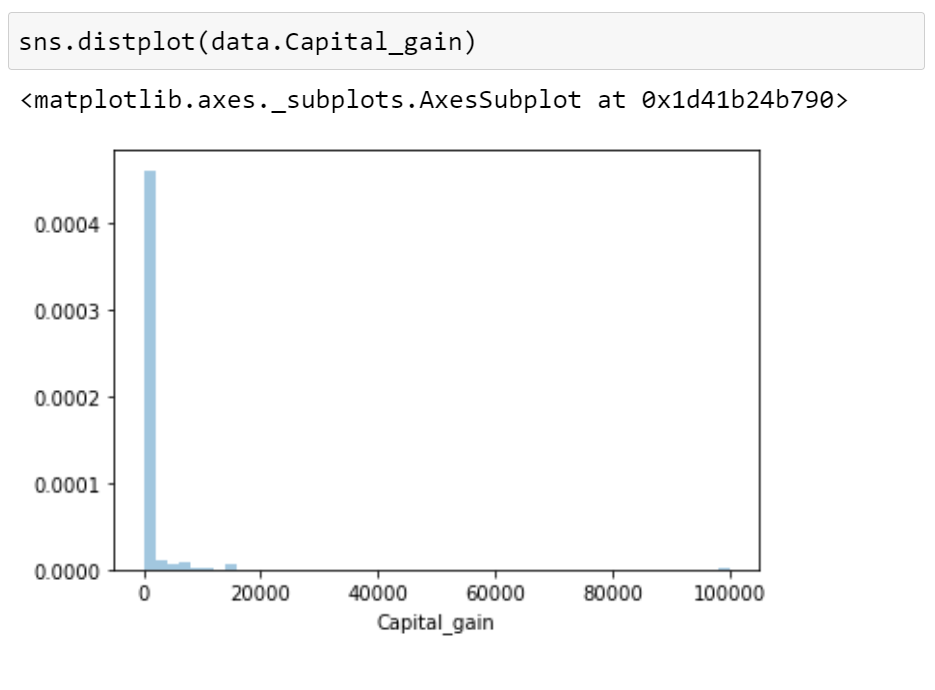 sns.distplot(data.Capital_gain)
<matplotlib.axes._subplots.AxesSubplot at 0x1d41b24b790>
0.0004
0.0003
0.0002
0.0001
0.0000
0 20000 40000 60000 80000 100000
Capital_gain